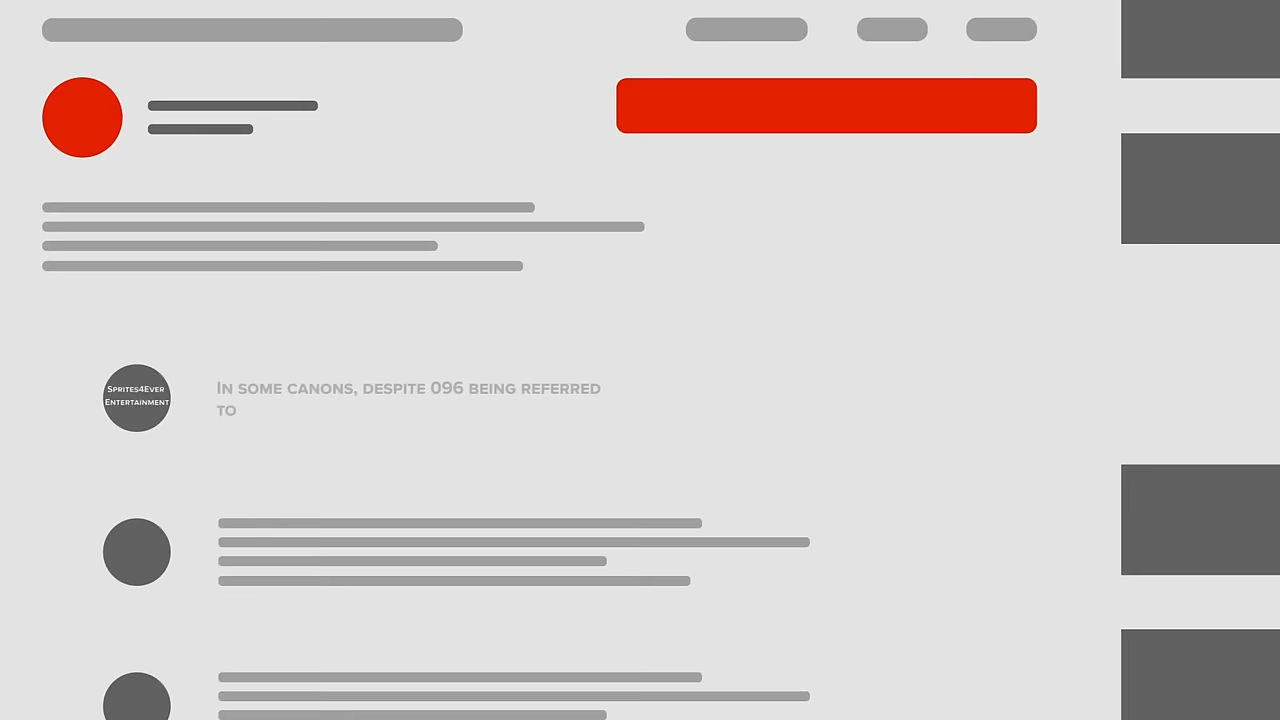 Sprites4Ever
Entertainment
In some canons, despite 096 being referred
to